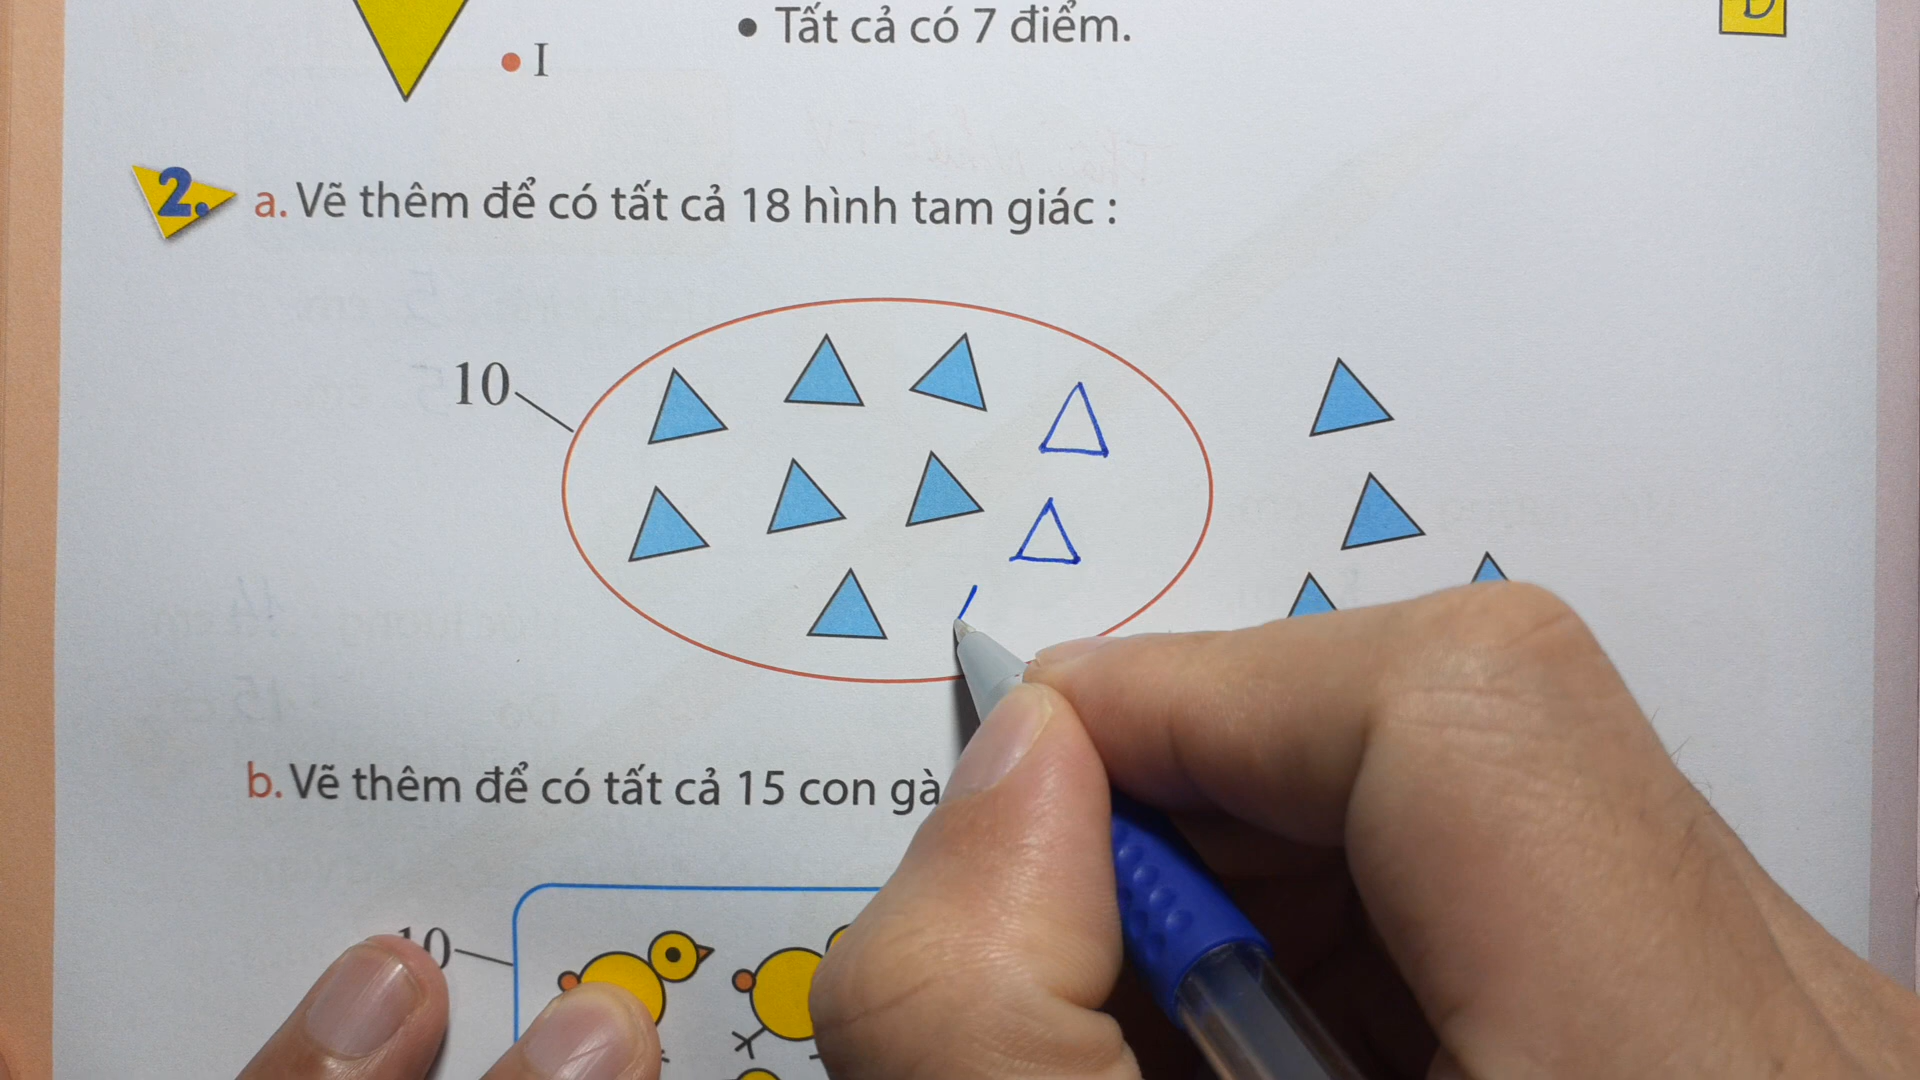 • I
• Tất cả có 7 điểm.
2. a. Vẽ thêm để có tất cả 18 hình tam giác :
10
b. Vẽ thêm để có tất cả 15 con gà
10